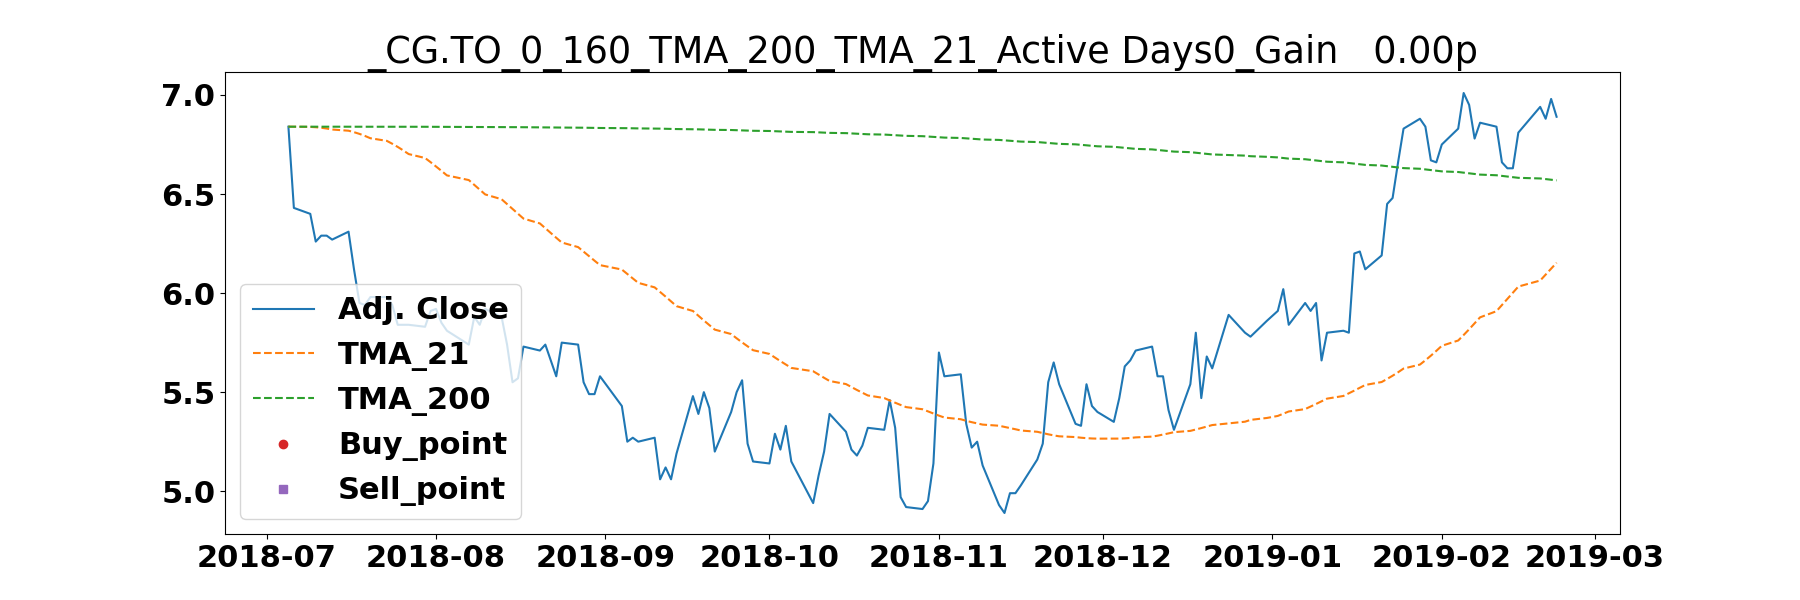 _CG.TO_0_160_TMA_200_TMA_21_Active Days0_Gain   0.00p
7.0
6.5
6.0
5.5
5.0
Adj. Close
TMA_21
TMA_200
Buy_point
Sell_point
2018-07 2018-08 2018-09 2018-10 2018-11 2018-12 2019-01 2019-02 2019-03